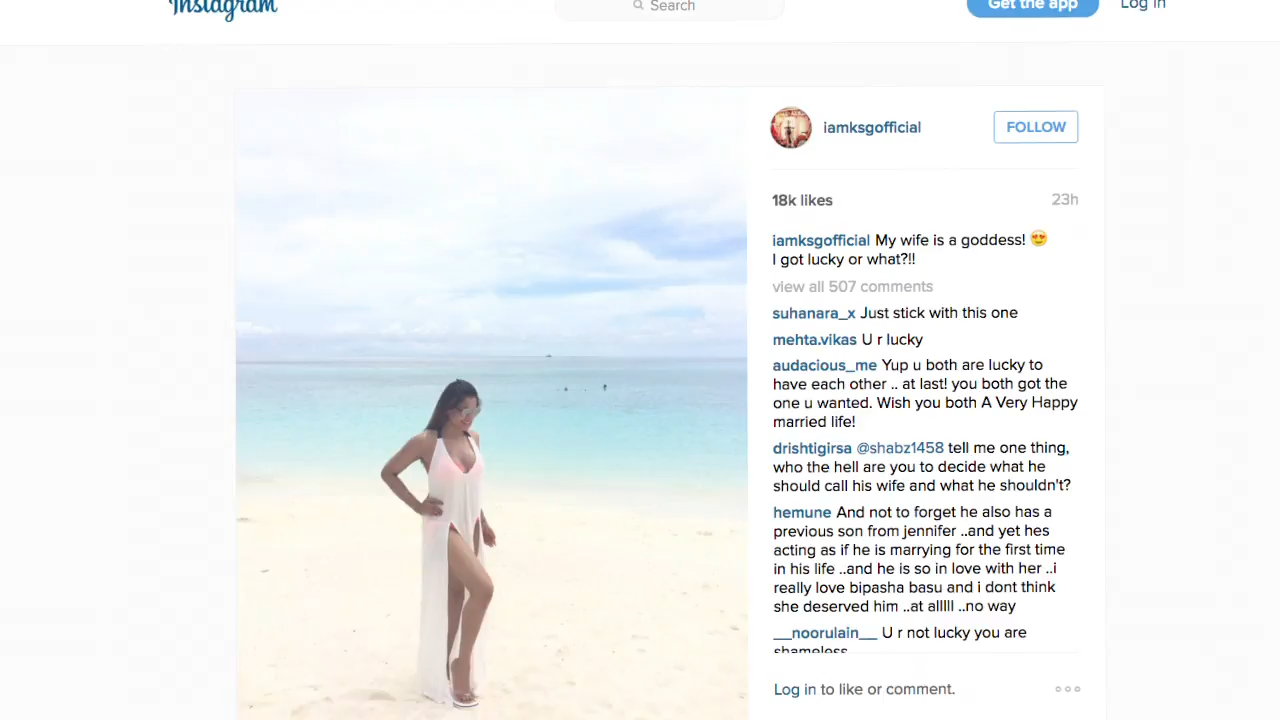 Instagram
Search
Get the app
Log in
iamksgofficial
FOLLOW
18k likes
23h
iamksgofficial My wife is a goddess! 😍
I got lucky or what?!!
view all 507 comments
suhanara_x Just stick with this one
mehta.vikas U r lucky
audacious_me Yup u both are lucky to
have each other .. at last! you both got the
one u wanted. Wish you both A Very Happy
married life!
drishtigirsa @shabz1458 tell me one thing,
who the hell are you to decide what he
should call his wife and what he shouldn't?
hemune And not to forget he also has a
previous son from jennifer ..and yet hes
acting as if he is marrying for the first time
in his life ..and he is so in love with her ..i
really love bipasha basu and i dont think
she deserved him ..at alllll ..no way
__noorulain__ U r not lucky you are
shameless
Log in to like or comment.